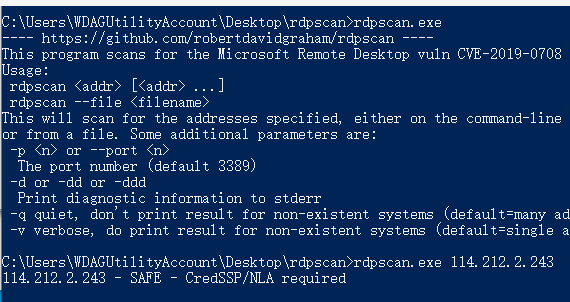 C:\Users\WDAGUtilityAccount\Desktop\rdpscan>rdpscan.exe
---- https://github.com/robertdavidgraham/rdpscan ----
This program scans for the Microsoft Remote Desktop vuln CVE-2019-0708
Usage:
rdpscan <addr> [<addr> ...]
rdpscan --file <filename>
This will scan for the addresses specified, either on the command-line
or from a file. Some additional parameters are:
-p <n> or --port <n>
The port number (default 3389)
-d or -dd or -ddd
Print diagnostic information to stderr
-q quiet, don't print result for non-existent systems (default=many ad
-v verbose, do print result for non-existent systems (default=single a
C:\Users\WDAGUtilityAccount\Desktop\rdpscan>rdpscan.exe 114.212.2.243
114.212.2.243 - SAFE - CredSSP/NLA required